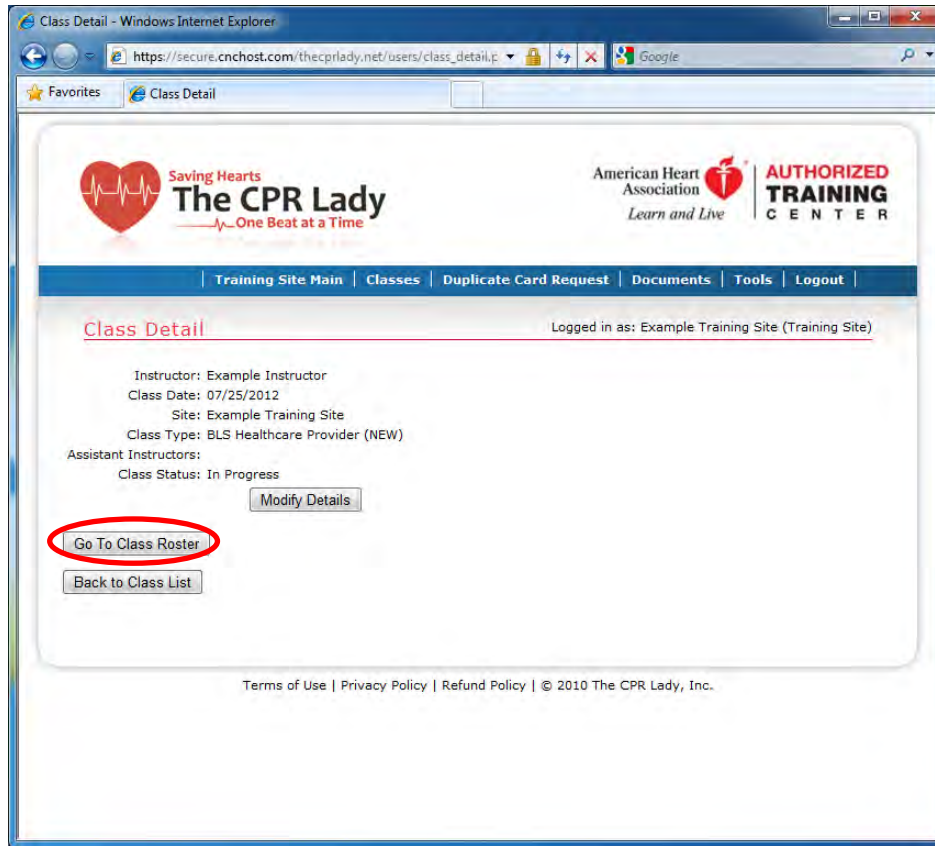 Class Detail - Windows Internet Explorer
https://secure.cnchost.com/thecprlady.net/users/class_detail.p
Google
Favorites
Class Detail
Saving Hearts
The CPR Lady
One Beat at a Time
American Heart
Association
Learn and Live
AUTHORIZED
TRAINING
CENTER
| Training Site Main | Classes | Duplicate Card Request | Documents | Tools | Logout |
Class Detail
Logged in as: Example Training Site (Training Site)
Instructor: Example Instructor
Class Date: 07/25/2012
Site: Example Training Site
Class Type: BLS Healthcare Provider (NEW)
Assistant Instructors:
Class Status: In Progress
Modify Details
Go To Class Roster
Back to Class List
Terms of Use | Privacy Policy | Refund Policy | © 2010 The CPR Lady, Inc.